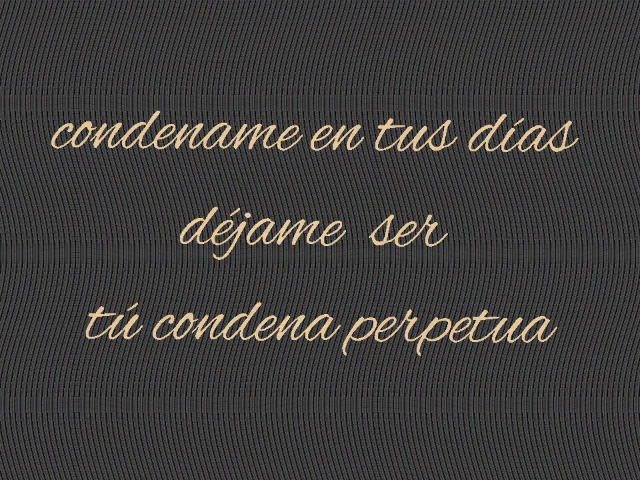 condename en tus días
déjame ser
tú condena perpetua